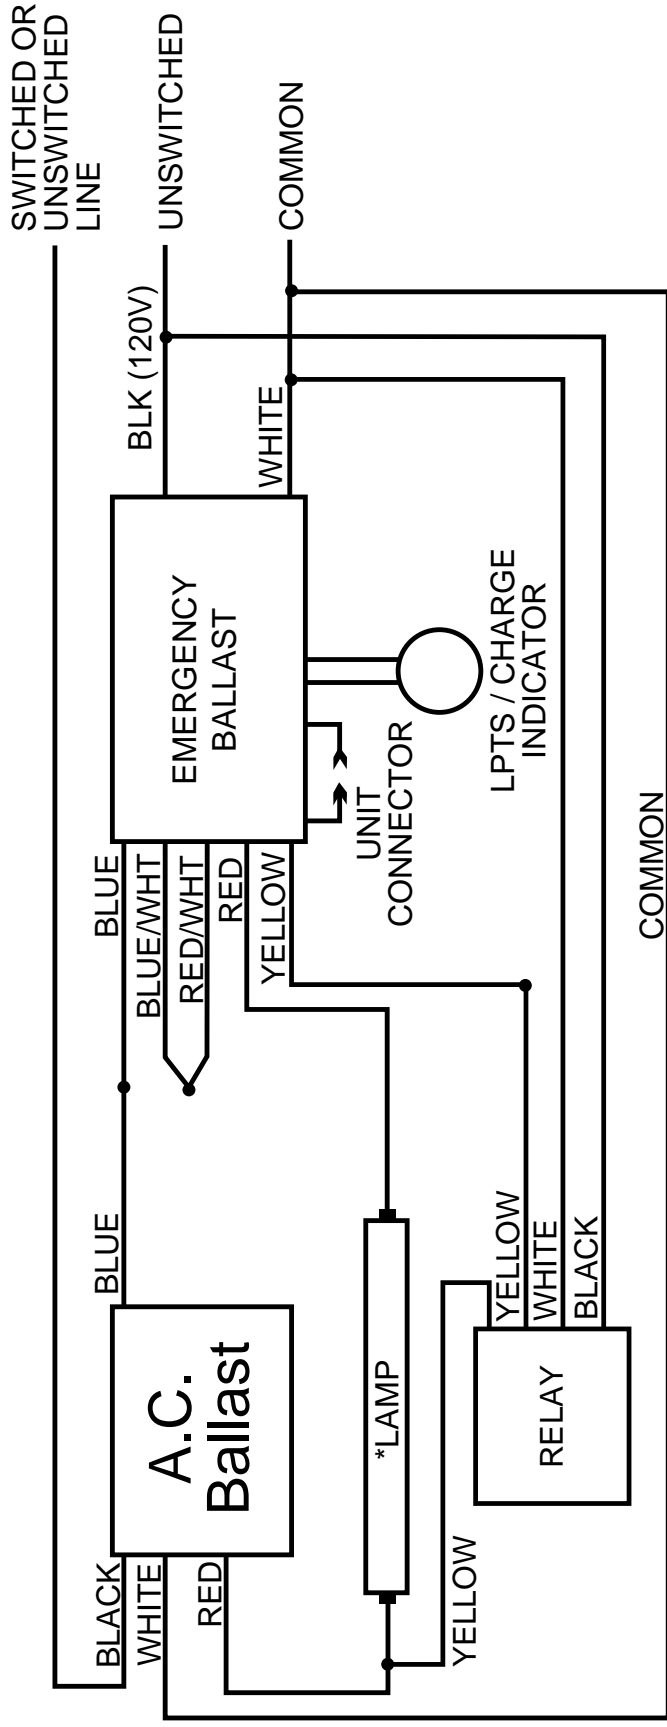 SWITCHED OR
UNSWITCHED
LINE
UNSWITCHED
COMMON
BLK (120V)
WHITE
EMERGENCY
BALLAST
LPTS / CHARGE
INDICATOR
UNIT
CONNECTOR
BLUE
BLUE/WHT
RED/WHT
RED
YELLOW
COMMON
BLUE
A.C.
Ballast
*LAMP
YELLOW
WHITE
BLACK
RELAY
BLACK
WHITE
RED
YELLOW